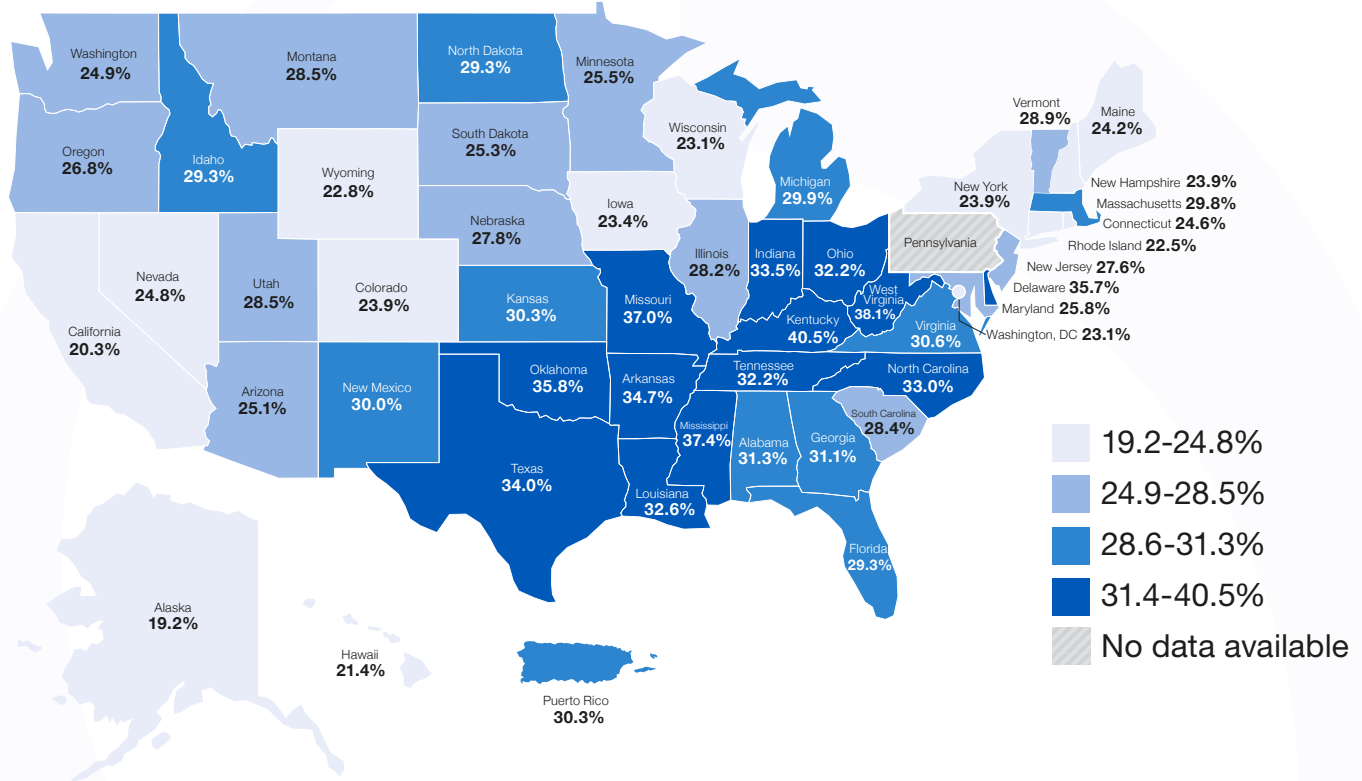 Washington
24.9%
Montana
28.5%
North Dakota
29.3%
Minnesota
25.5%
Oregon
26.8%
Idaho
29.3%
Wyoming
22.8%
South Dakota
25.3%
Wisconsin
23.1%
Michigan
29.9%
Vermont
28.9%
Maine
24.2%
New York
23.9%
New Hampshire 23.9%
Massachusetts 29.8%
Connecticut 24.6%
Rhode Island 22.5%
New Jersey 27.6%
Delaware 35.7%
Maryland 25.8%
Washington, DC 23.1%
Pennsylvania
Nebraska
27.8%
Iowa
23.4%
Illinois
28.2%
Indiana
33.5%
Ohio
32.2%
West
Virginia
38.1%
Virginia
30.6%
Nevada
24.8%
Utah
28.5%
Colorado
23.9%
Kansas
30.3%
Missouri
37.0%
Kentucky
40.5%
California
20.3%
Arizona
25.1%
New Mexico
30.0%
Oklahoma
35.8%
Arkansas
34.7%
Tennessee
32.2%
North Carolina
33.0%
South Carolina
28.4%
Mississippi
37.4%
Alabama
31.3%
Georgia
31.1%
Texas
34.0%
Louisiana
32.6%
Florida
29.3%
Alaska
19.2%
Hawaii
21.4%
Puerto Rico
30.3%
19.2-24.8%
24.9-28.5%
28.6-31.3%
31.4-40.5%
No data available